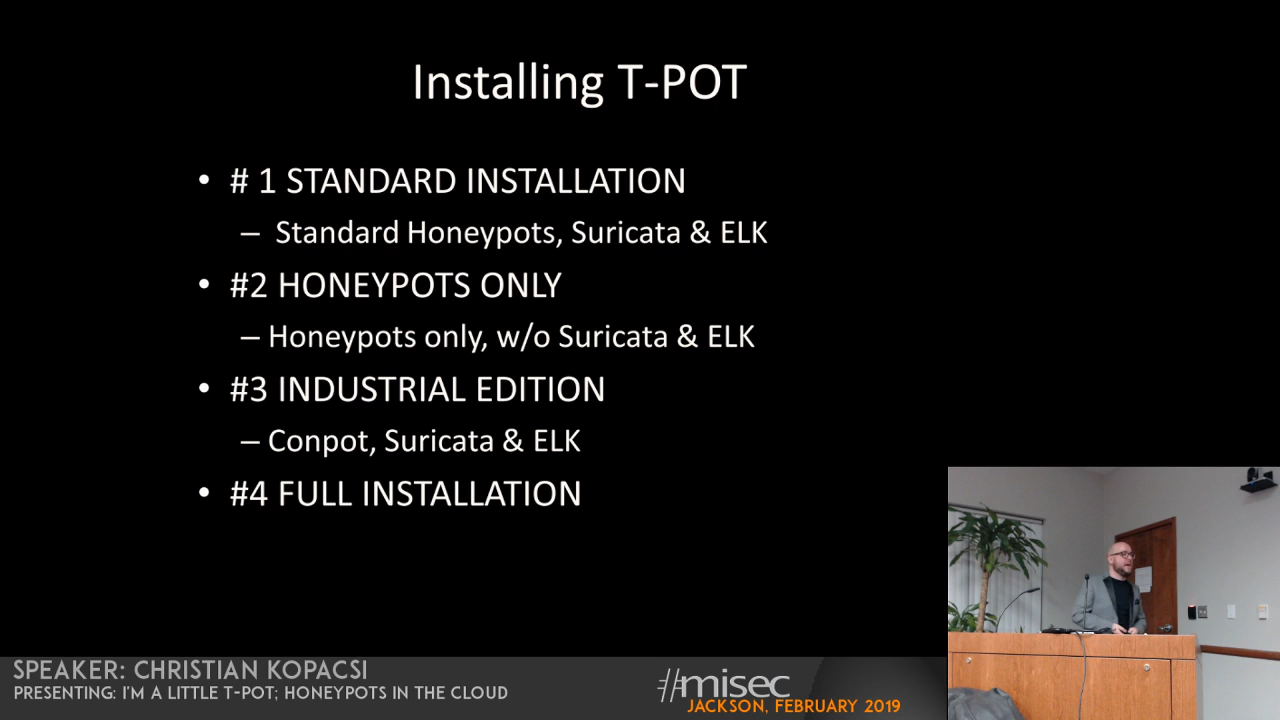 Installing T-POT
• # 1 STANDARD INSTALLATION
– Standard Honeypots, Suricata & ELK
• #2 HONEYPOTS ONLY
– Honeypots only, w/o Suricata & ELK
• #3 INDUSTRIAL EDITION
– Conpot, Suricata & ELK
• #4 FULL INSTALLATION
SPEAKER: CHRISTIAN KOPACSI
PRESENTING: I'M A LITTLE T-POT; HONEYPOTS IN THE CLOUD
#misec
JACKSON, FEBRUARY 2019